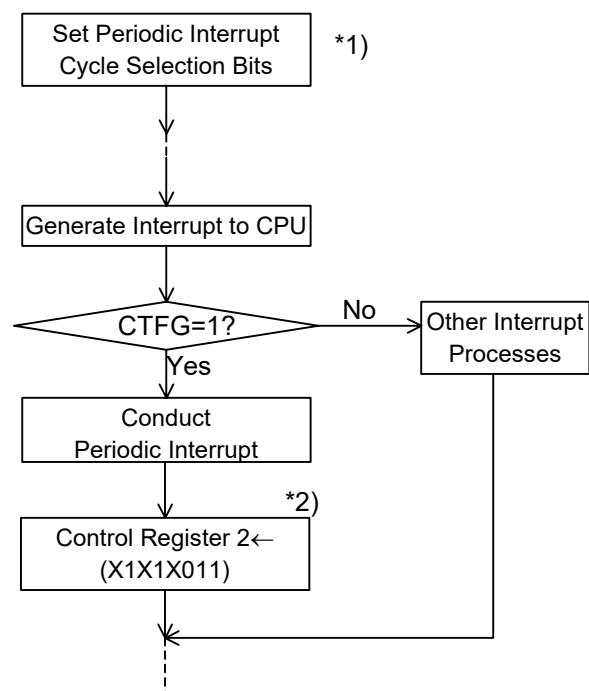 Set Periodic Interrupt
Cycle Selection Bits
*1)
Generate Interrupt to CPU
CTFG=1?
No
Other Interrupt
Processes
Yes
Conduct
Periodic Interrupt
*2)
Control Register 2←
(X1X1X011)